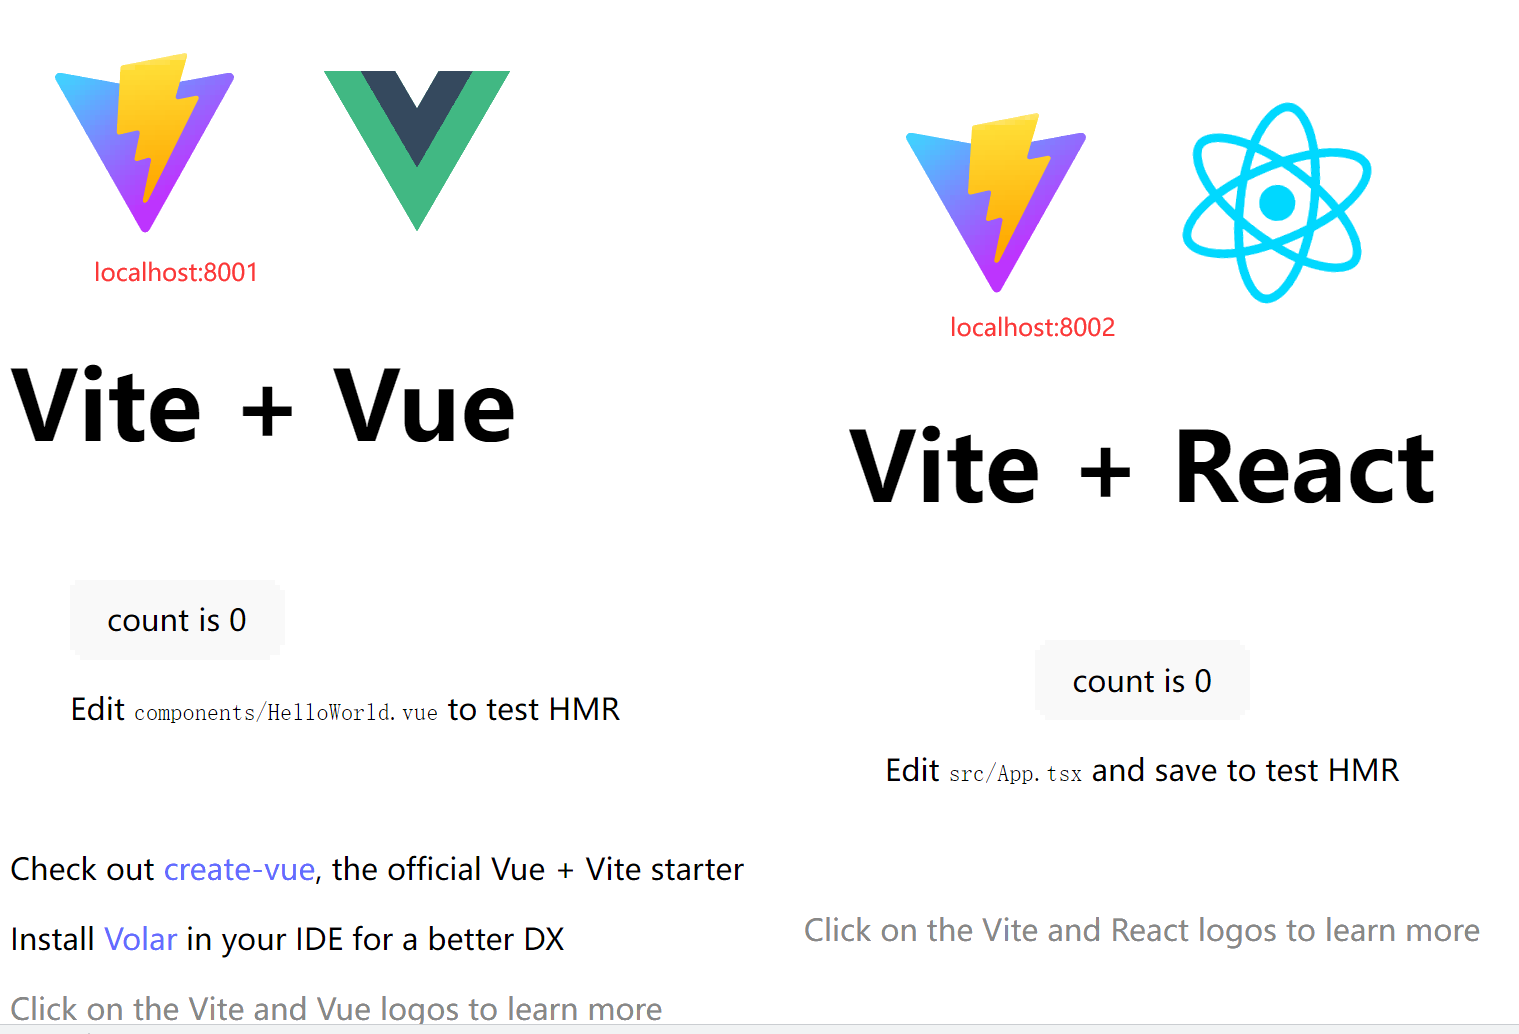 localhost:8001
Vite + Vue
count is 0
Edit components/HelloWorld.vue to test HMR
Check out create-vue, the official Vue + Vite starter
Install Volar in your IDE for a better DX
Click on the Vite and Vue logos to learn more
localhost:8002
Vite + React
count is 0
Edit src/App.tsx and save to test HMR
Click on the Vite and React logos to learn more